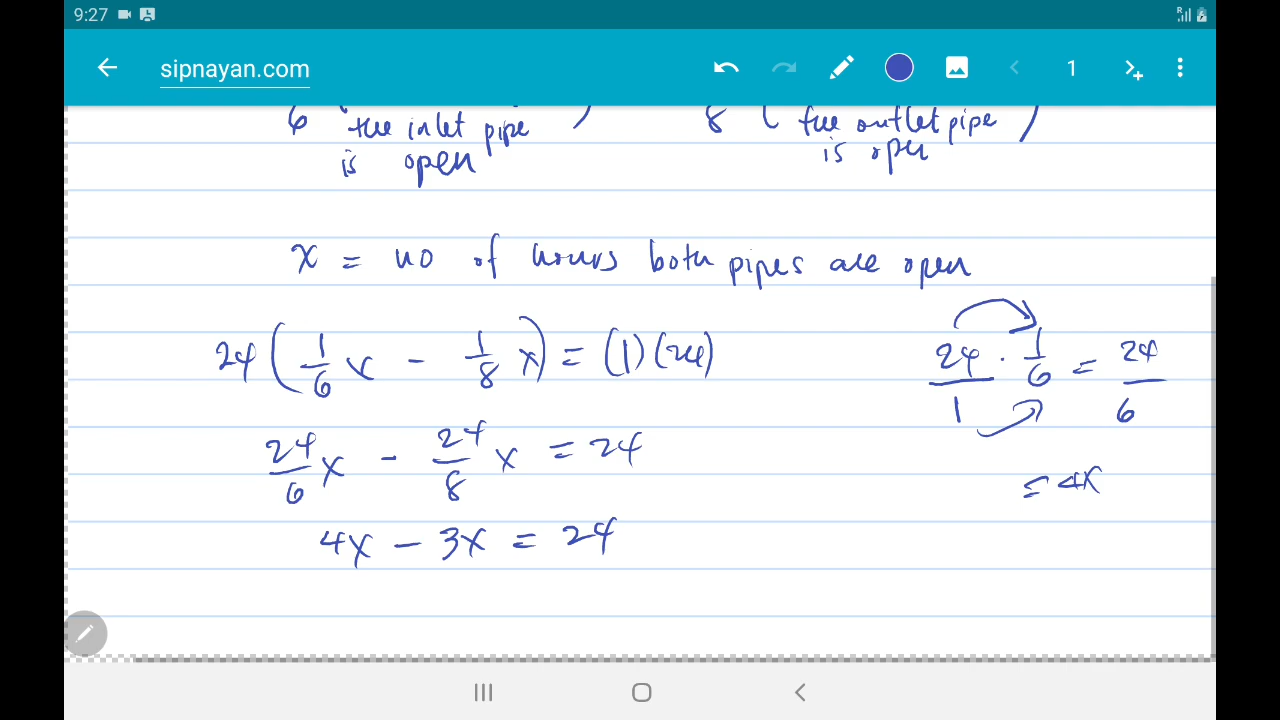 9:27
sipnayan.com
1
6 (the inlet pipe is open) 8 (the outlet pipe is open)
x = no of hours both pipes are open
24 (1/6 x - 1/8 x) = (1)(24)
24/6 x - 24/8 x = 24
4x - 3x = 24
24/1 · 1/6 = 24/6
= 4x